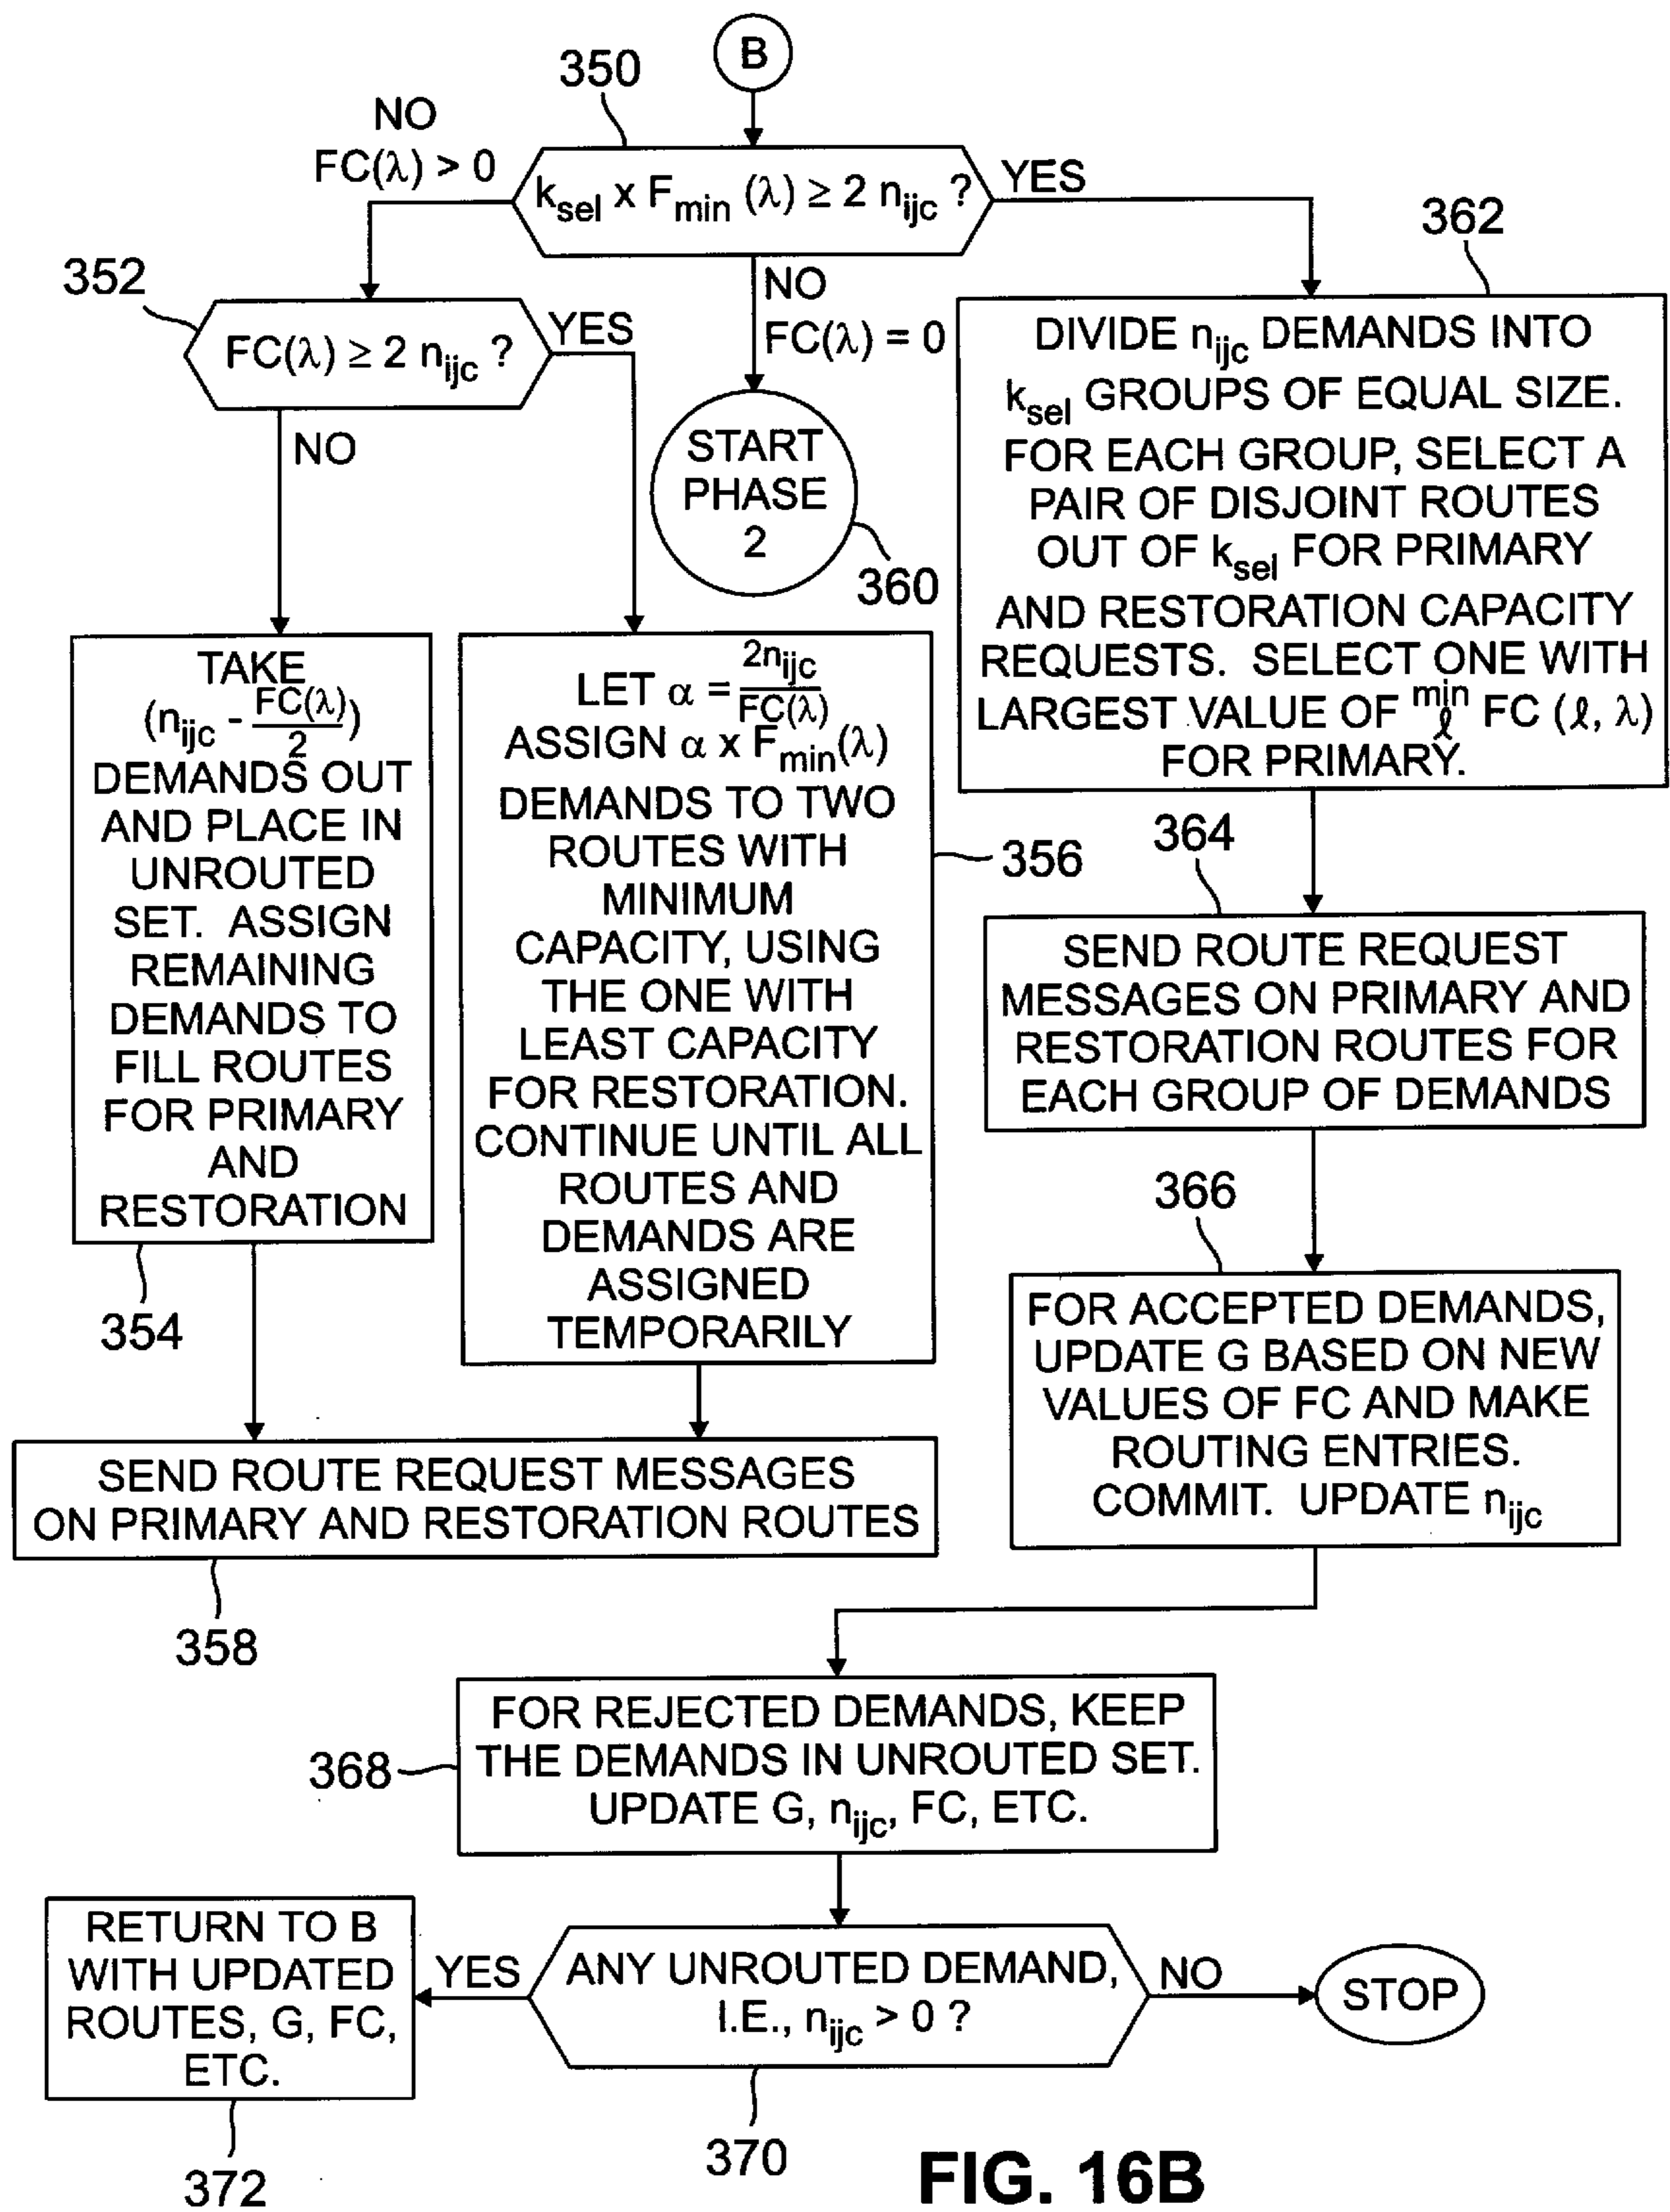 B
350
NO
FC(λ) > 0
k_sel x F_min (λ) ≥ 2 n_ijc ?
YES
362
352
FC(λ) ≥ 2 n_ijc ?
YES
NO
NO
FC(λ) = 0
START
PHASE
2
360
DIVIDE n_ijc DEMANDS INTO
k_sel GROUPS OF EQUAL SIZE.
FOR EACH GROUP, SELECT A
PAIR OF DISJOINT ROUTES
OUT OF k_sel FOR PRIMARY
AND RESTORATION CAPACITY
REQUESTS. SELECT ONE WITH
LARGEST VALUE OF min_ℓ FC (ℓ, λ)
FOR PRIMARY.
TAKE
(n_ijc - FC(λ)/2)
DEMANDS OUT
AND PLACE IN
UNROUTED
SET. ASSIGN
REMAINING
DEMANDS TO
FILL ROUTES
FOR PRIMARY
AND
RESTORATION
354
LET α = 2n_ijc/FC(λ)
ASSIGN α x F_min(λ)
DEMANDS TO TWO
ROUTES WITH
MINIMUM
CAPACITY, USING
THE ONE WITH
LEAST CAPACITY
FOR RESTORATION.
CONTINUE UNTIL ALL
ROUTES AND
DEMANDS ARE
ASSIGNED
TEMPORARILY
356
364
SEND ROUTE REQUEST
MESSAGES ON PRIMARY AND
RESTORATION ROUTES FOR
EACH GROUP OF DEMANDS
366
FOR ACCEPTED DEMANDS,
UPDATE G BASED ON NEW
VALUES OF FC AND MAKE
ROUTING ENTRIES.
COMMIT. UPDATE n_ijc
SEND ROUTE REQUEST MESSAGES
ON PRIMARY AND RESTORATION ROUTES
358
368
FOR REJECTED DEMANDS, KEEP
THE DEMANDS IN UNROUTED SET.
UPDATE G, n_ijc, FC, ETC.
ANY UNROUTED DEMAND,
I.E., n_ijc > 0 ?
370
YES
NO
STOP
RETURN TO B
WITH UPDATED
ROUTES, G, FC,
ETC.
372
FIG. 16B